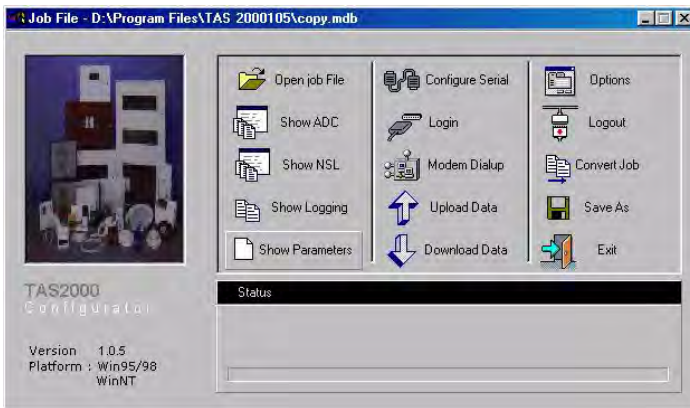 Job File - D:\Program Files\TAS 2000105\copy.mdb
Open job File
Configure Serial
Options
Show ADC
Login
Logout
Show NSL
Modem Dialup
Convert Job
Show Logging
Upload Data
Save As
Show Parameters
Download Data
Exit
TAS2000
Configurator
Status
Version 1.0.5
Platform : Win95/98
WinNT